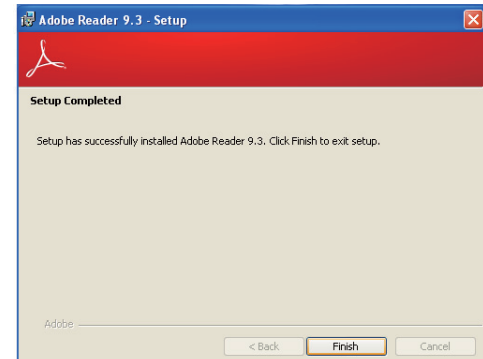 Adobe Reader 9.3 - Setup
Setup Completed
Setup has successfully installed Adobe Reader 9.3. Click Finish to exit setup.
Adobe
< Back Finish Cancel